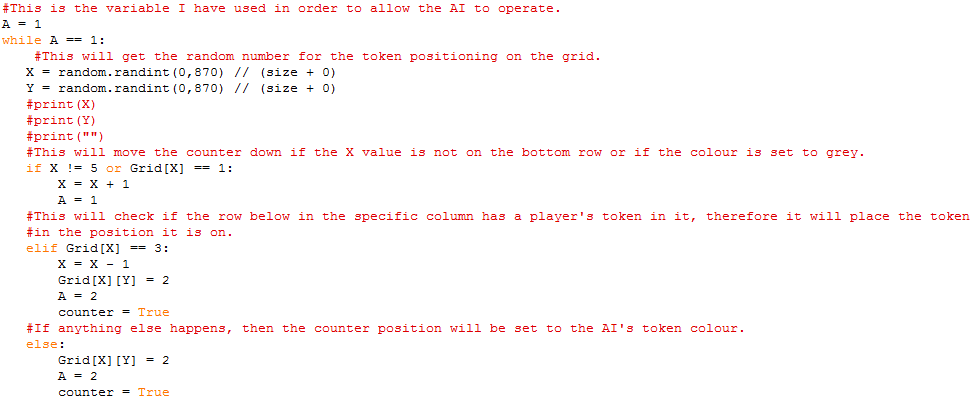 #This is the variable I have used in order to allow the AI to operate.
A = 1
while A == 1:
     #This will get the random number for the token positioning on the grid.
    X = random.randint(0,870) // (size + 0)
    Y = random.randint(0,870) // (size + 0)
    #print(X)
    #print(Y)
    #print("")
    #This will move the counter down if the X value is not on the bottom row or if the colour is set to grey.
    if X != 5 or Grid[X] == 1:
        X = X + 1
        A = 1
    #This will check if the row below in the specific column has a player's token in it, therefore it will place the token
    #in the position it is on.
    elif Grid[X] == 3:
        X = X - 1
        Grid[X][Y] = 2
        A = 2
        counter = True
    #If anything else happens, then the counter position will be set to the AI's token colour.
    else:
        Grid[X][Y] = 2
        A = 2
        counter = True